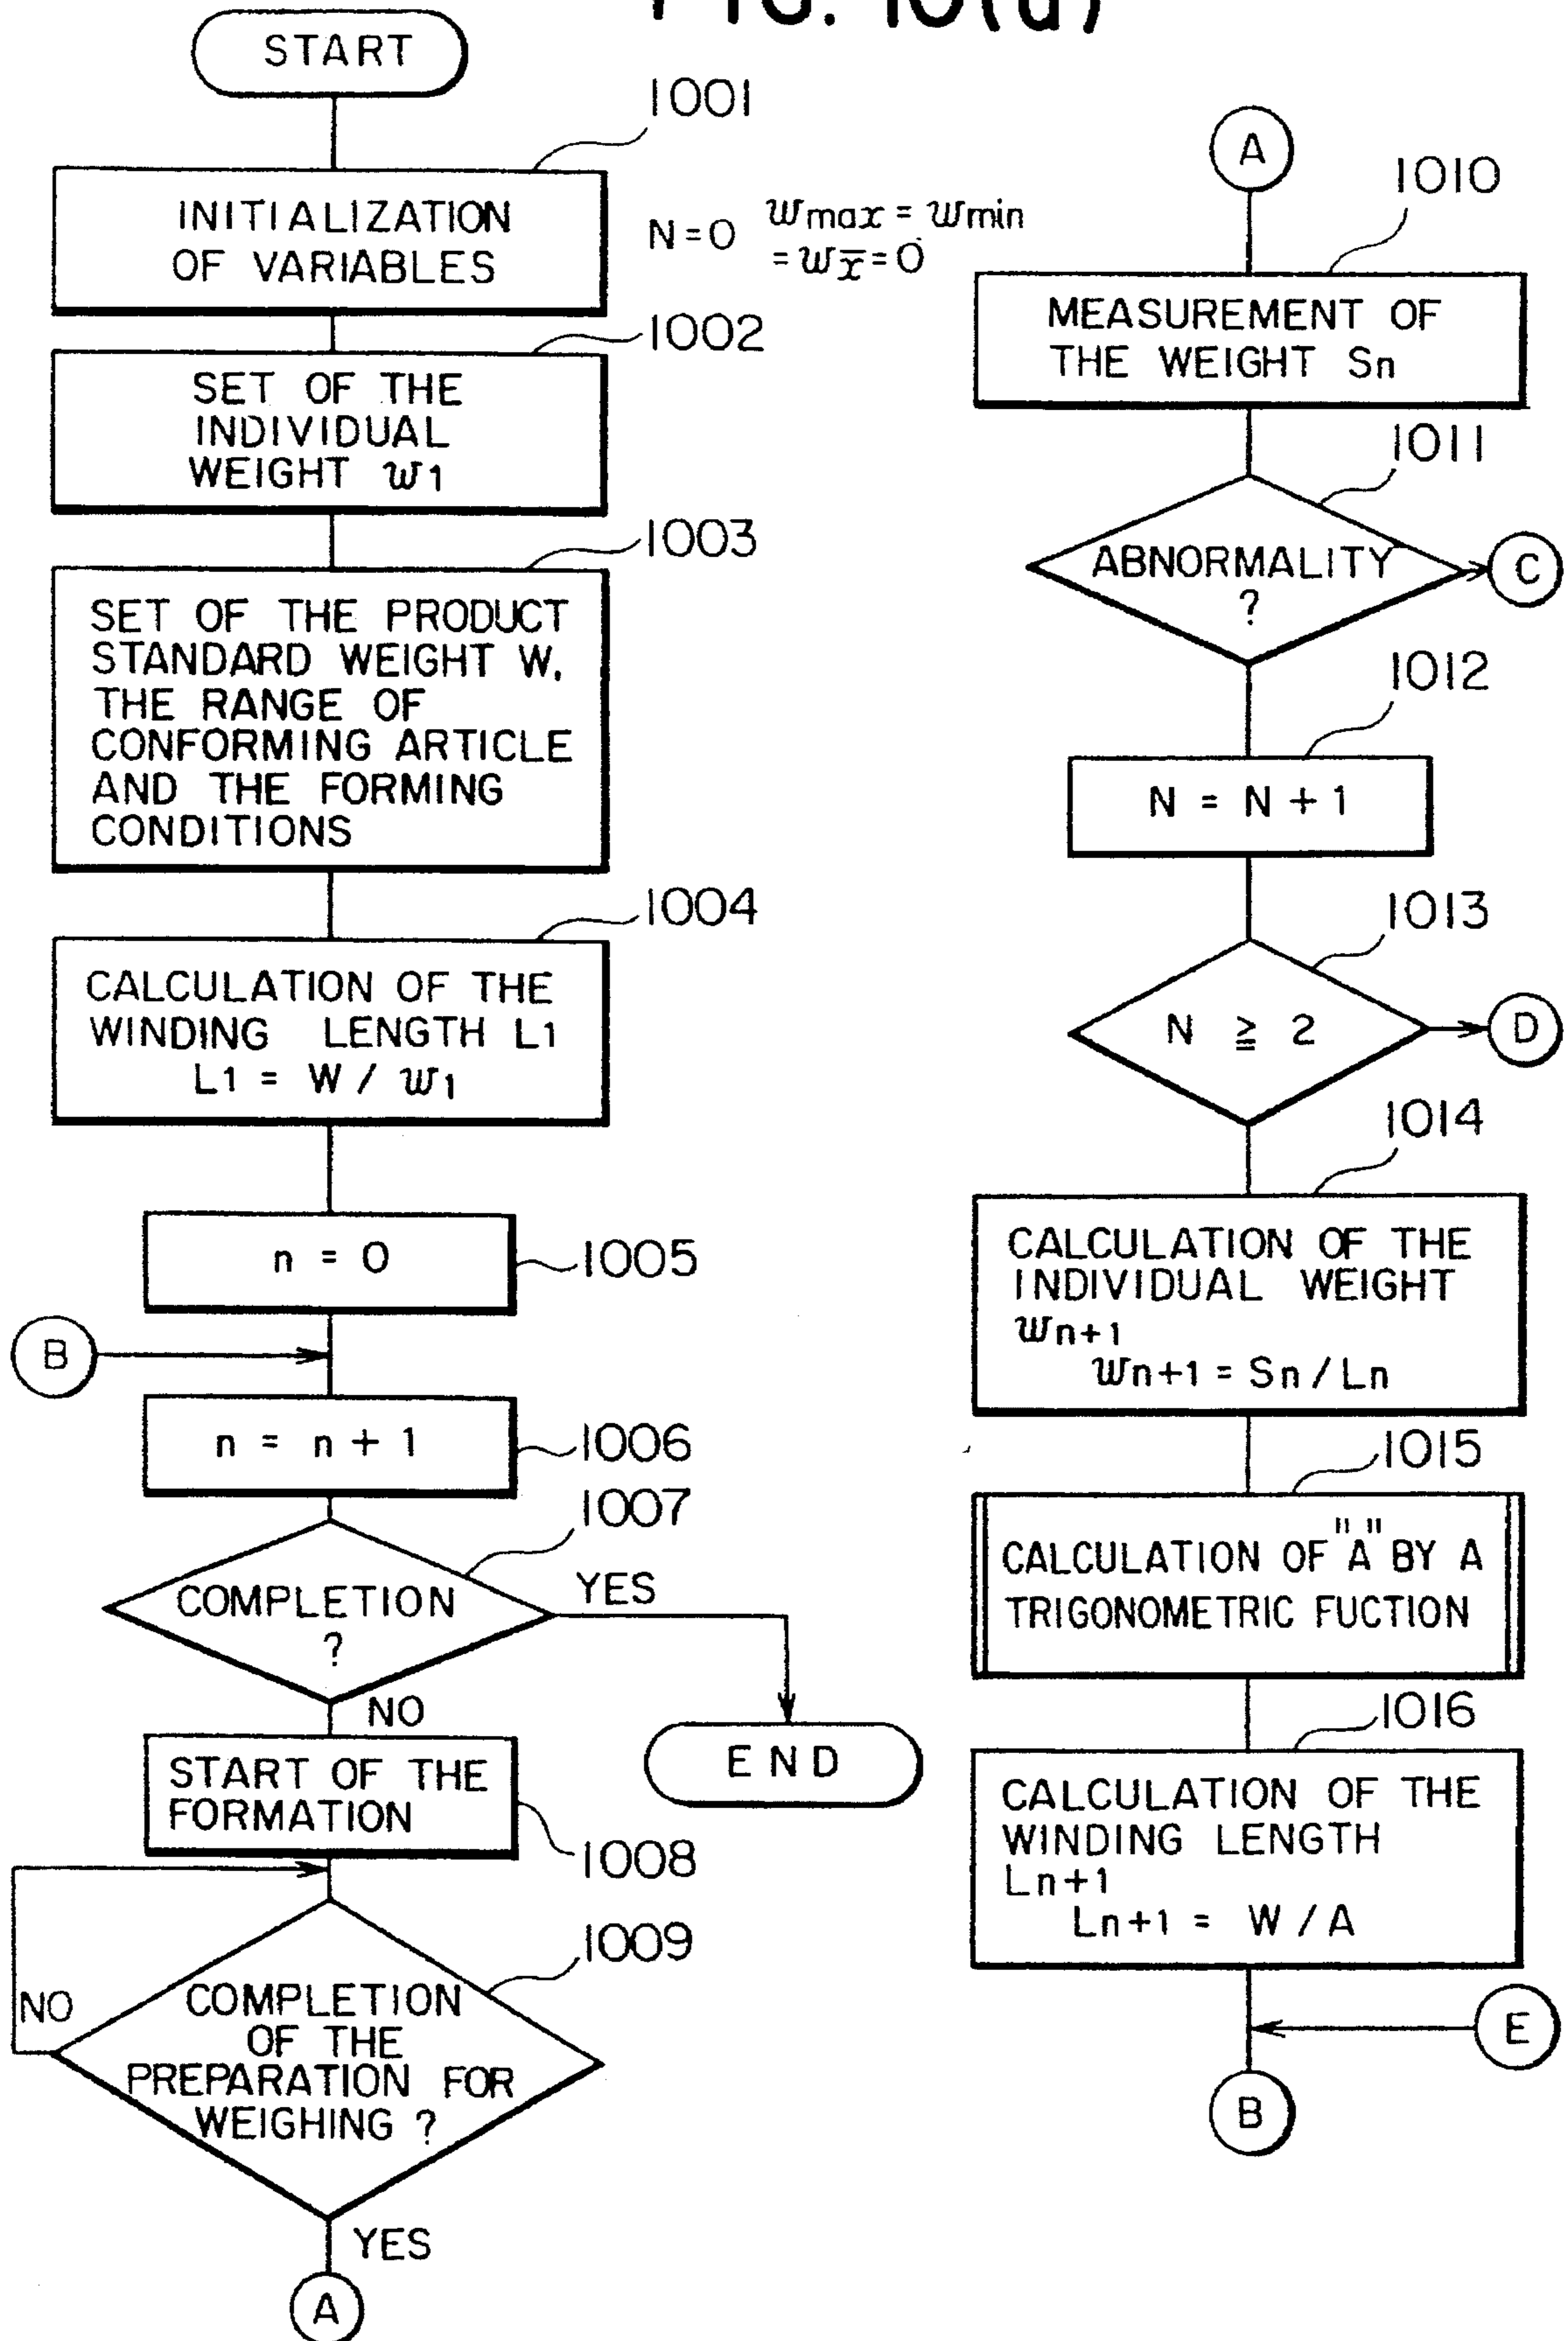 FIG. 10(a)
START
1001
INITIALIZATION
OF VARIABLES
N=0 wmax = wmin
= wx̅ = 0
1002
SET OF THE
INDIVIDUAL
WEIGHT w1
1003
SET OF THE PRODUCT
STANDARD WEIGHT W,
THE RANGE OF
CONFORMING ARTICLE
AND THE FORMING
CONDITIONS
1004
CALCULATION OF THE
WINDING LENGTH L1
L1 = W / w1
n = 0
1005
B
n = n + 1
1006
1007
COMPLETION
?
YES
NO
END
START OF THE
FORMATION
1008
1009
NO
COMPLETION
OF THE
PREPARATION FOR
WEIGHING ?
YES
A
A
1010
MEASUREMENT OF
THE WEIGHT Sn
1011
ABNORMALITY
?
C
1012
N = N + 1
1013
N ≧ 2
D
1014
CALCULATION OF THE
INDIVIDUAL WEIGHT
wn+1
wn+1 = Sn / Ln
1015
CALCULATION OF "A" BY A
TRIGONOMETRIC FUCTION
1016
CALCULATION OF THE
WINDING LENGTH
Ln+1
Ln+1 = W / A
E
B